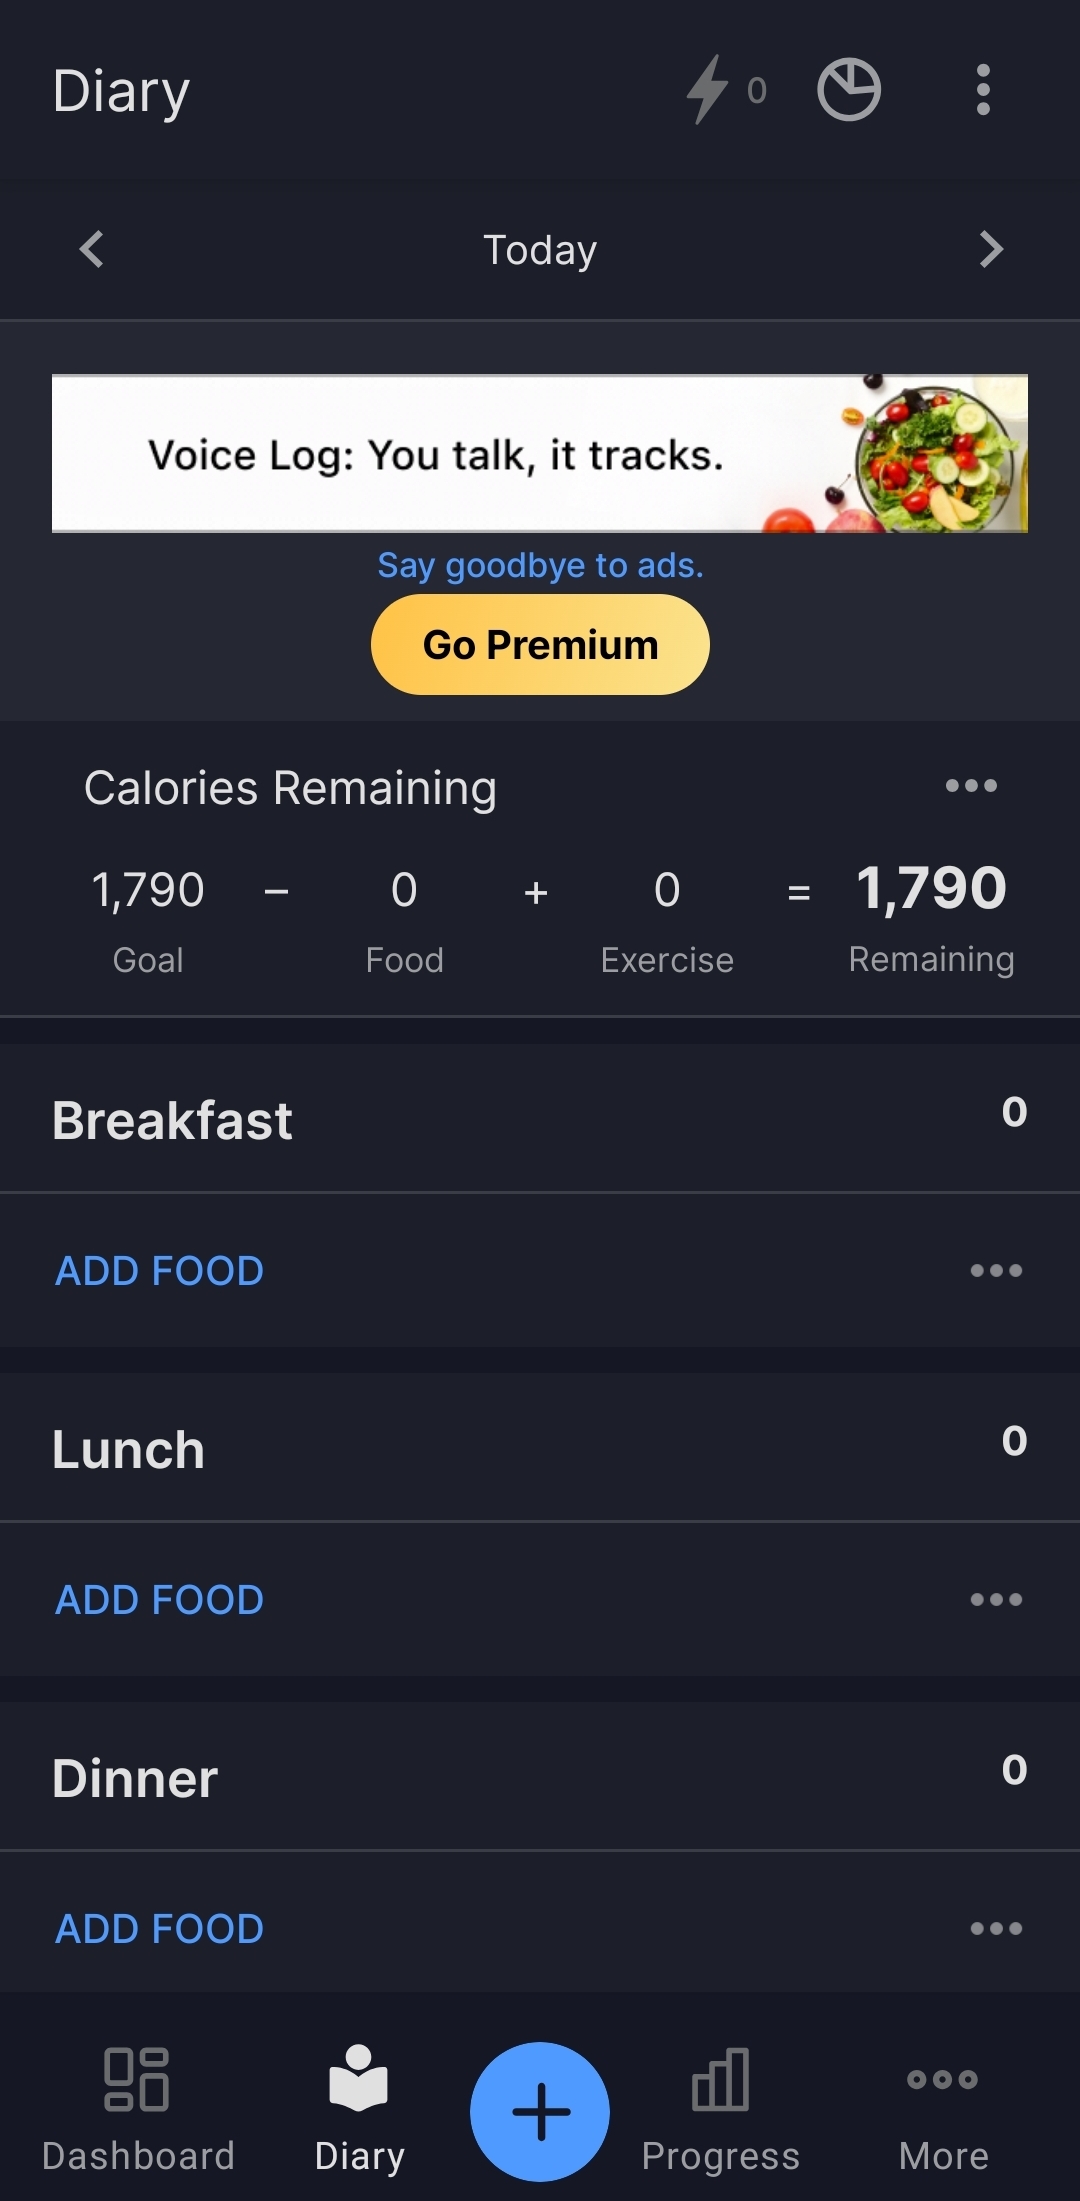 Diary
0
Today
Voice Log: You talk, it tracks.
Say goodbye to ads.
Go Premium
Calories Remaining
1,790 – 0 + 0 = 1,790
Goal Food Exercise Remaining
Breakfast 0
ADD FOOD
Lunch 0
ADD FOOD
Dinner 0
ADD FOOD
Dashboard Diary Progress More